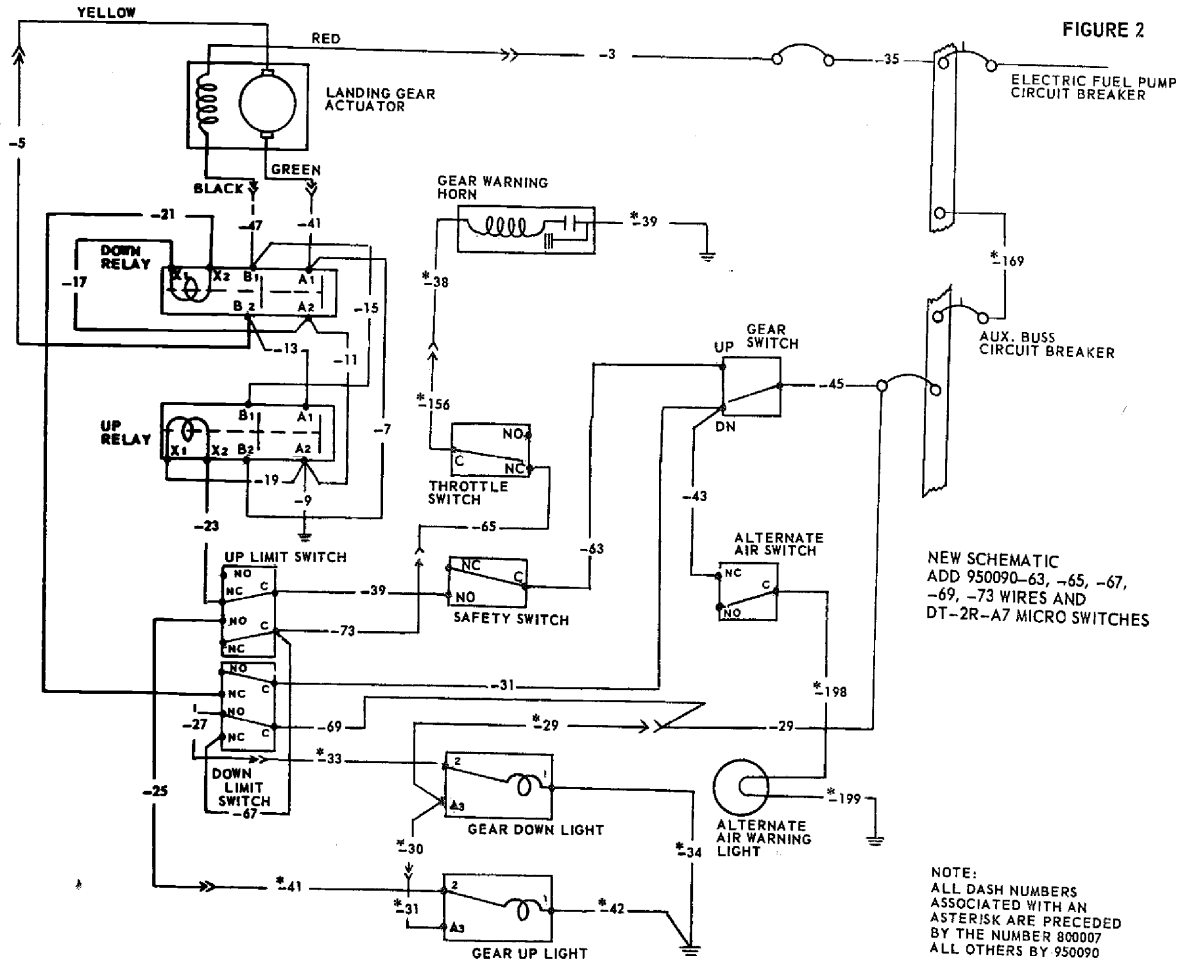 YELLOW
FIGURE 2
RED
-3
-35
ELECTRIC FUEL PUMP
CIRCUIT BREAKER
LANDING GEAR
ACTUATOR
-5
BLACK
GREEN
GEAR WARNING
HORN
-21
-47
-41
*-39
DOWN
RELAY
X1
X2
B1
A1
-17
*-38
*-169
B2
A2
-15
GEAR
SWITCH
AUX. BUSS
CIRCUIT BREAKER
-13
-11
UP
-45
*-156
B1
A1
UP
RELAY
-7
DN
X1
X2
B2
A2
NO
C
NC
THROTTLE
SWITCH
-19
-9
-43
-23
-65
-63
UP LIMIT SWITCH
ALTERNATE
AIR SWITCH
NO
NC
C
NO
C
NC
-39
NC
C
NO
SAFETY SWITCH
NC
C
NO
NEW SCHEMATIC
ADD 950090-63, -65, -67,
-69, -73 WIRES AND
DT-2R-A7 MICRO SWITCHES
-73
NO
C
NC
NO
C
NC
-31
*-198
-27
-69
*-29
-29
*-33
DOWN
LIMIT
SWITCH
-25
-67
2
1
A3
GEAR DOWN LIGHT
*-199
ALTERNATE
AIR WARNING
LIGHT
*-30
*-34
*-41
*-31
2
1
A3
*-42
GEAR UP LIGHT
NOTE:
ALL DASH NUMBERS
ASSOCIATED WITH AN
ASTERISK ARE PRECEDED
BY THE NUMBER 800007
ALL OTHERS BY 950090